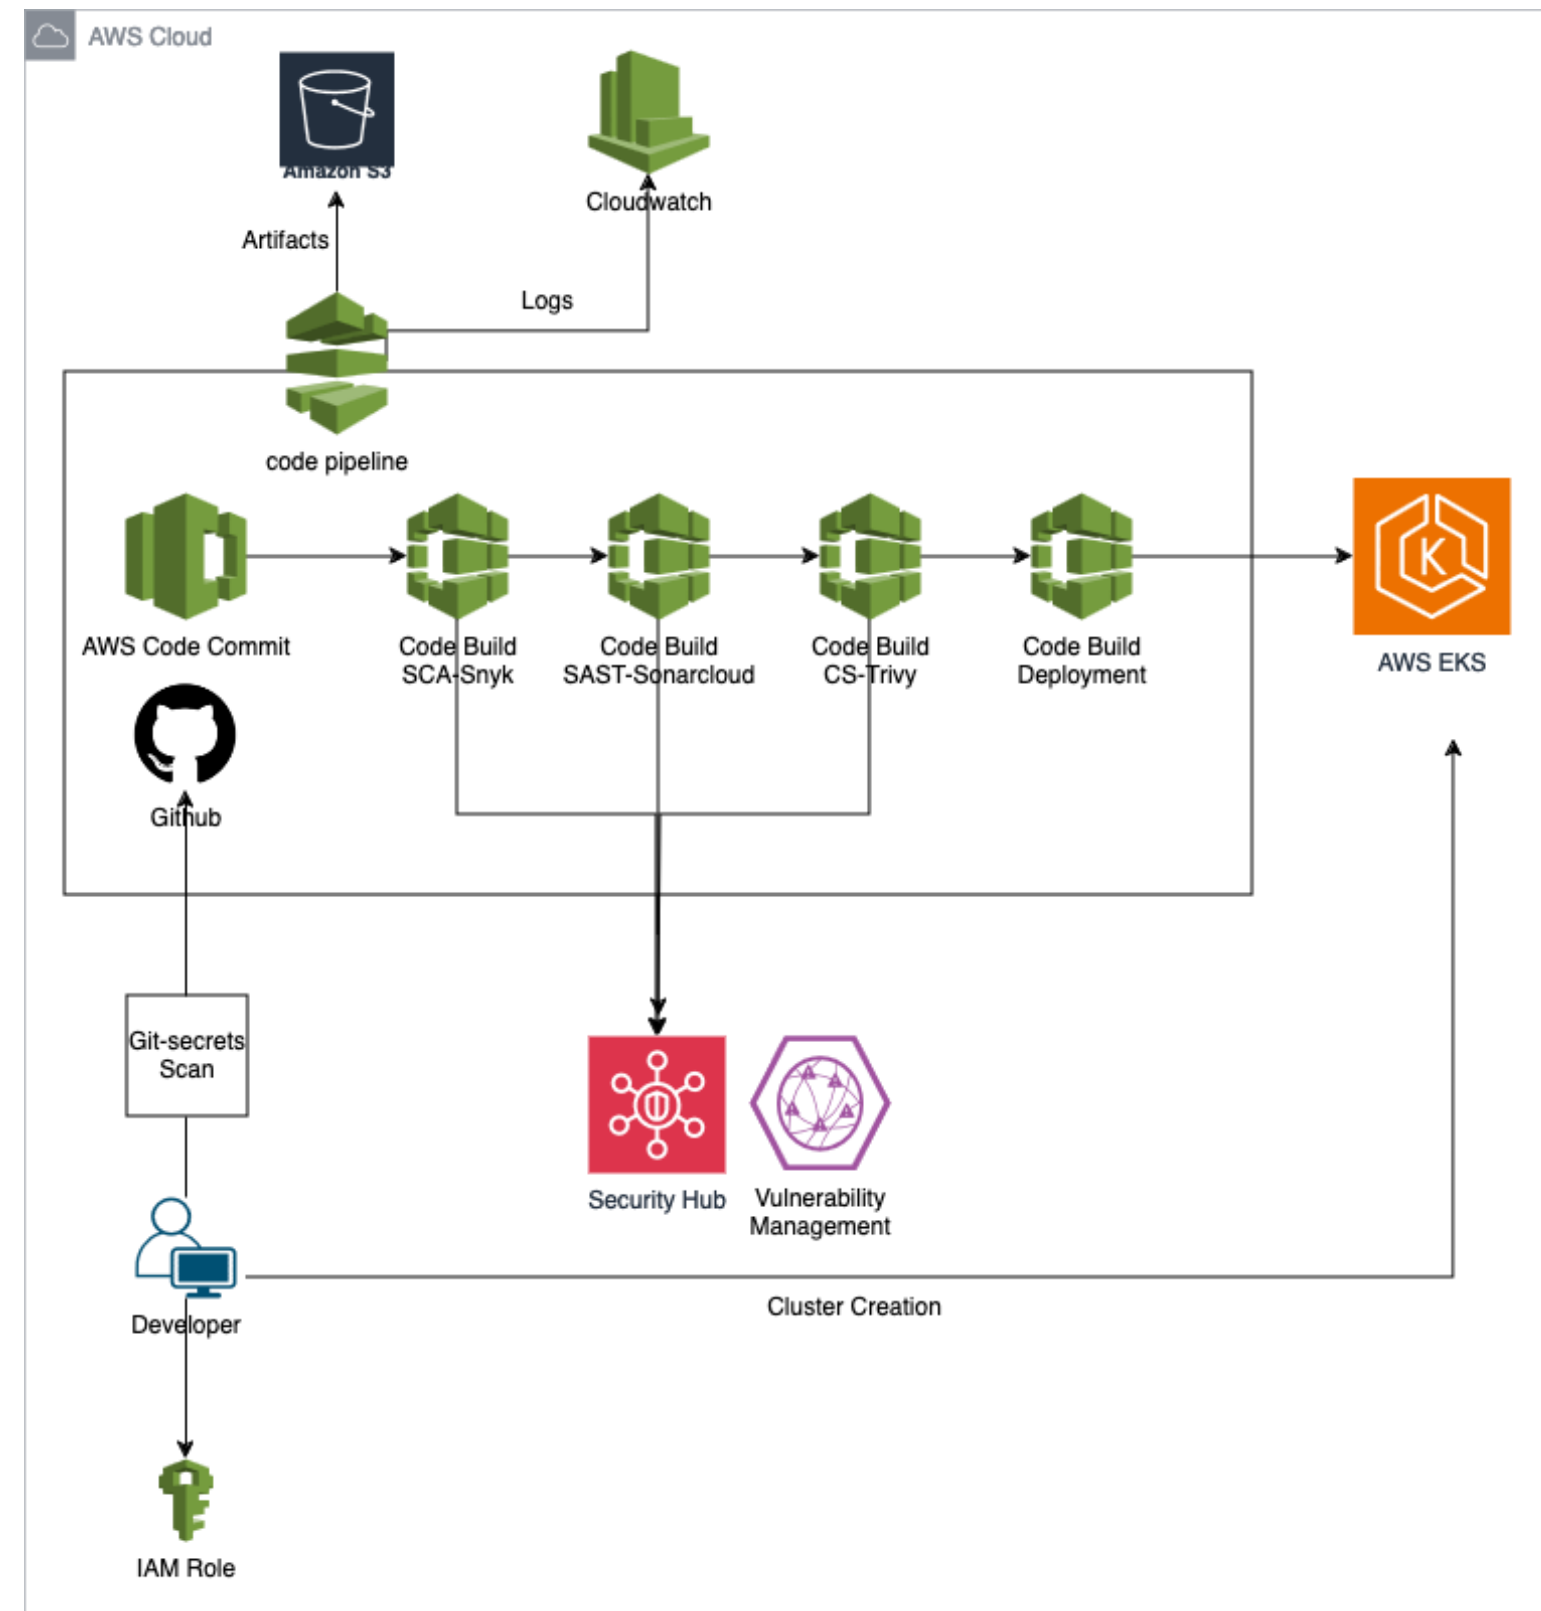 AWS Cloud
Amazon S3
Cloudwatch
Artifacts
Logs
code pipeline
AWS Code Commit
Code Build
SCA-Snyk
Code Build
SAST-Sonarcloud
Code Build
CS-Trivy
Code Build
Deployment
K
AWS EKS
Github
Git-secrets
Scan
Security Hub
Vulnerability
Management
Developer
Cluster Creation
IAM Role